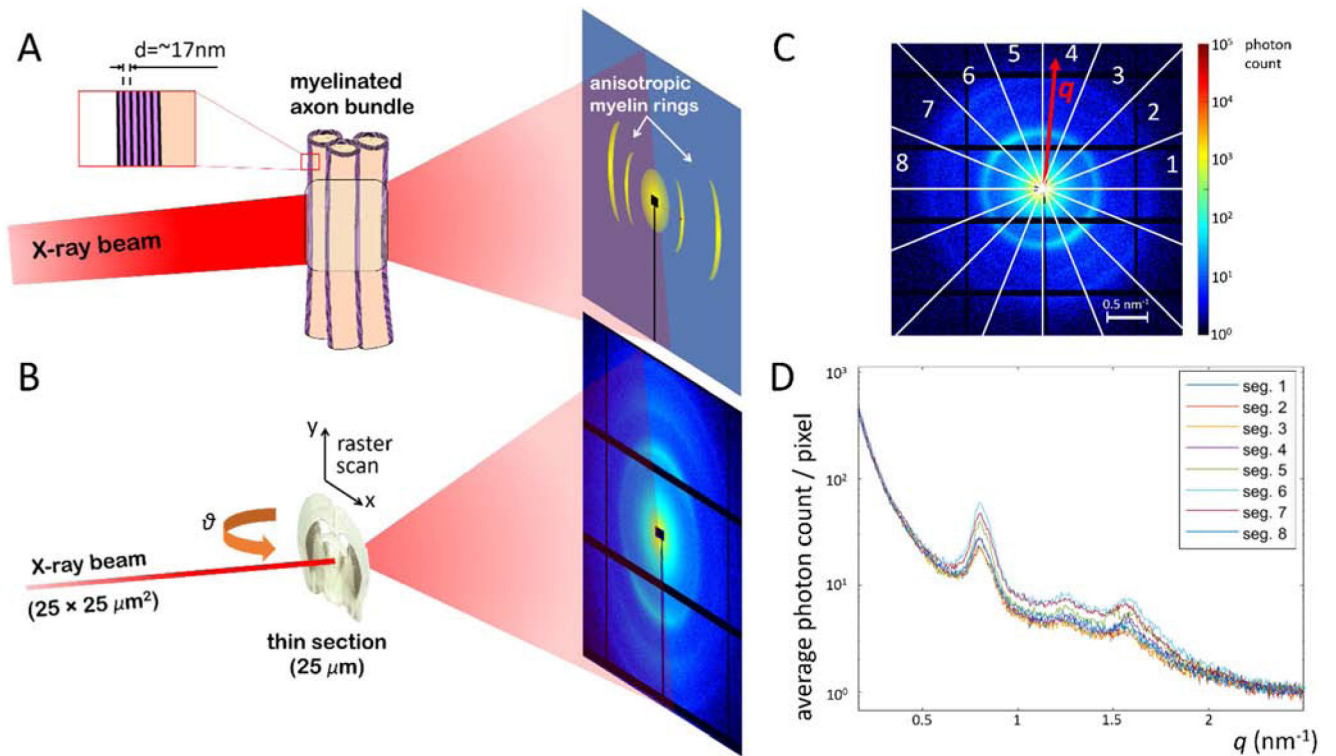 A
d=~17nm
myelinated
axon bundle
anisotropic
myelin rings
X-ray beam
B
y
raster
scan
x
ϑ
X-ray beam
(25 × 25 μm²)
thin section
(25 μm)
C
5
4
6
3
7
2
8
1
q
0.5 nm⁻¹
photon
count
10⁵
10⁴
10³
10²
10¹
10⁰
D
average photon count / pixel
10³
10²
10¹
10⁰
0.5
1
1.5
2
q (nm⁻¹)
seg. 1
seg. 2
seg. 3
seg. 4
seg. 5
seg. 6
seg. 7
seg. 8